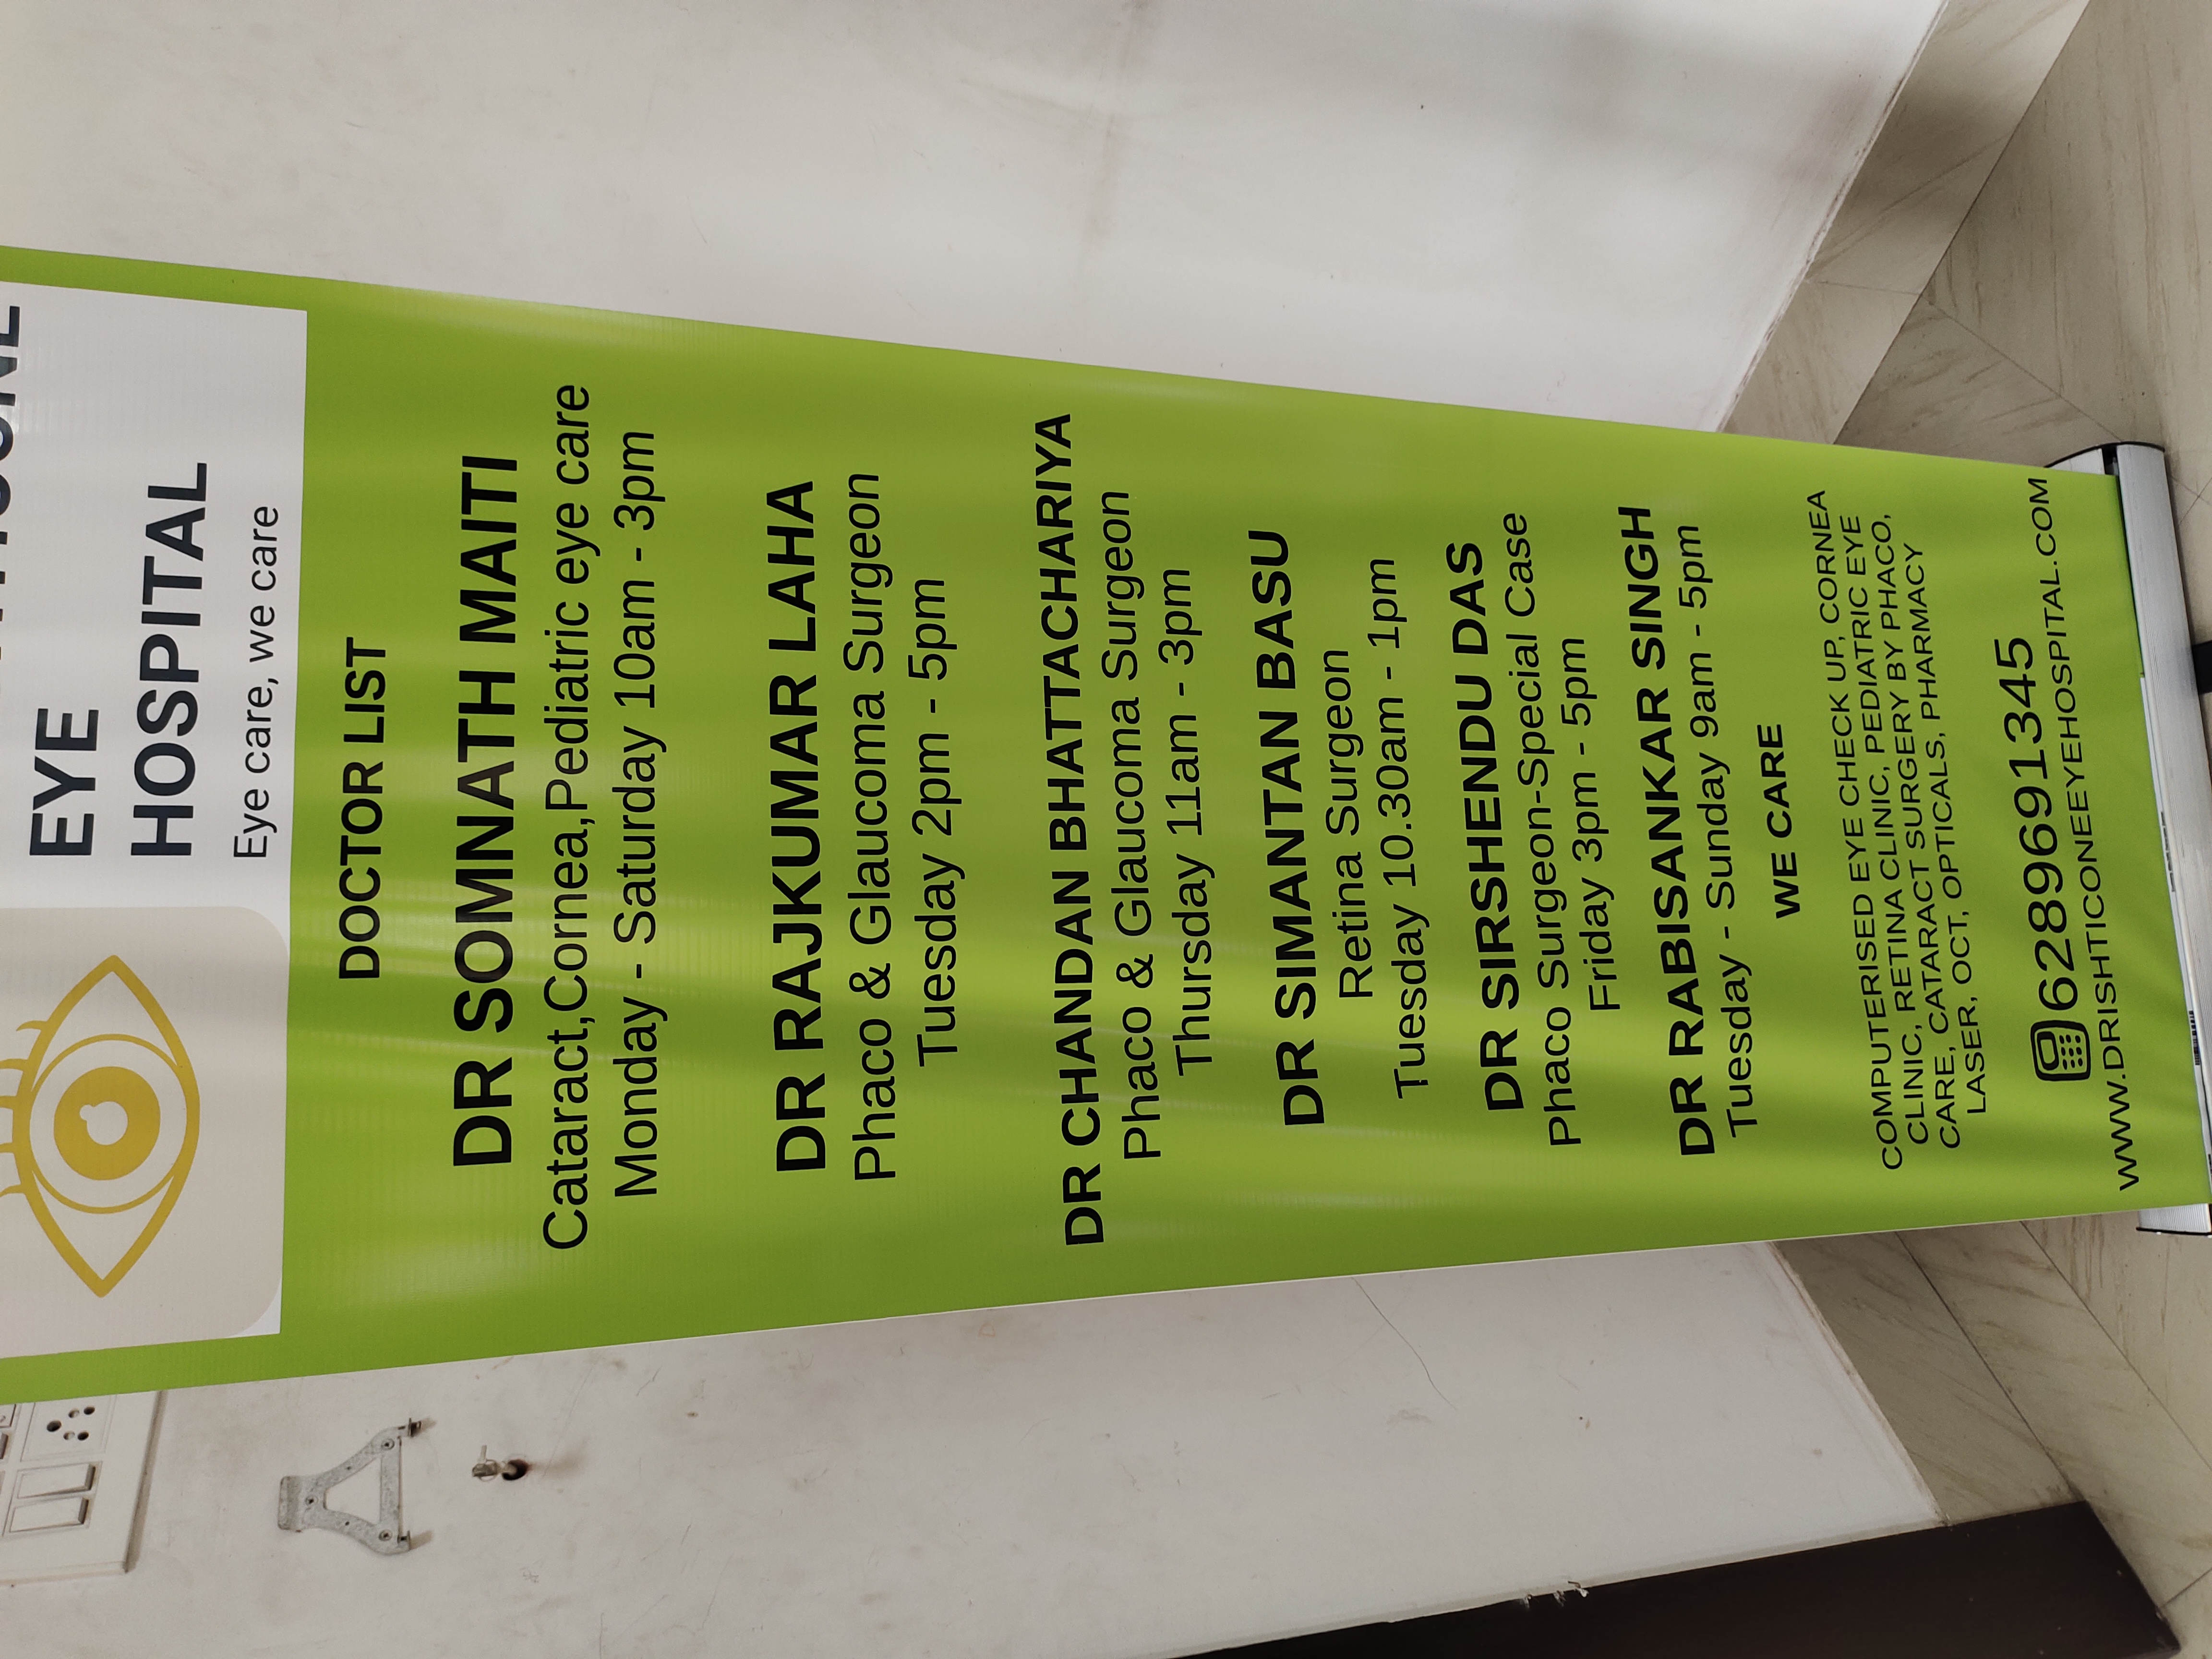 EYE
HOSPITAL
Eye care, we care
DOCTOR LIST
DR SOMNATH MAITI
Cataract,Cornea,Pediatric eye care
Monday - Saturday 10am - 3pm
DR RAJKUMAR LAHA
Phaco & Glaucoma Surgeon
Tuesday 2pm - 5pm
DR CHANDAN BHATTACHARIYA
Phaco & Glaucoma Surgeon
Thursday 11am - 3pm
DR SIMANTAN BASU
Retina Surgeon
Tuesday 10.30am - 1pm
DR SIRSHENDU DAS
Phaco Surgeon-Special Case
Friday 3pm - 5pm
DR RABISANKAR SINGH
Tuesday - Sunday 9am - 5pm
WE CARE
COMPUTERISED EYE CHECK UP, CORNEA
CLINIC, RETINA CLINIC, PEDIATRIC EYE
CARE, CATARACT SURGERY BY PHACO,
LASER, OCT, OPTICALS, PHARMACY
6289691345
WWW.DRISHTICONEEYEHOSPITAL.COM